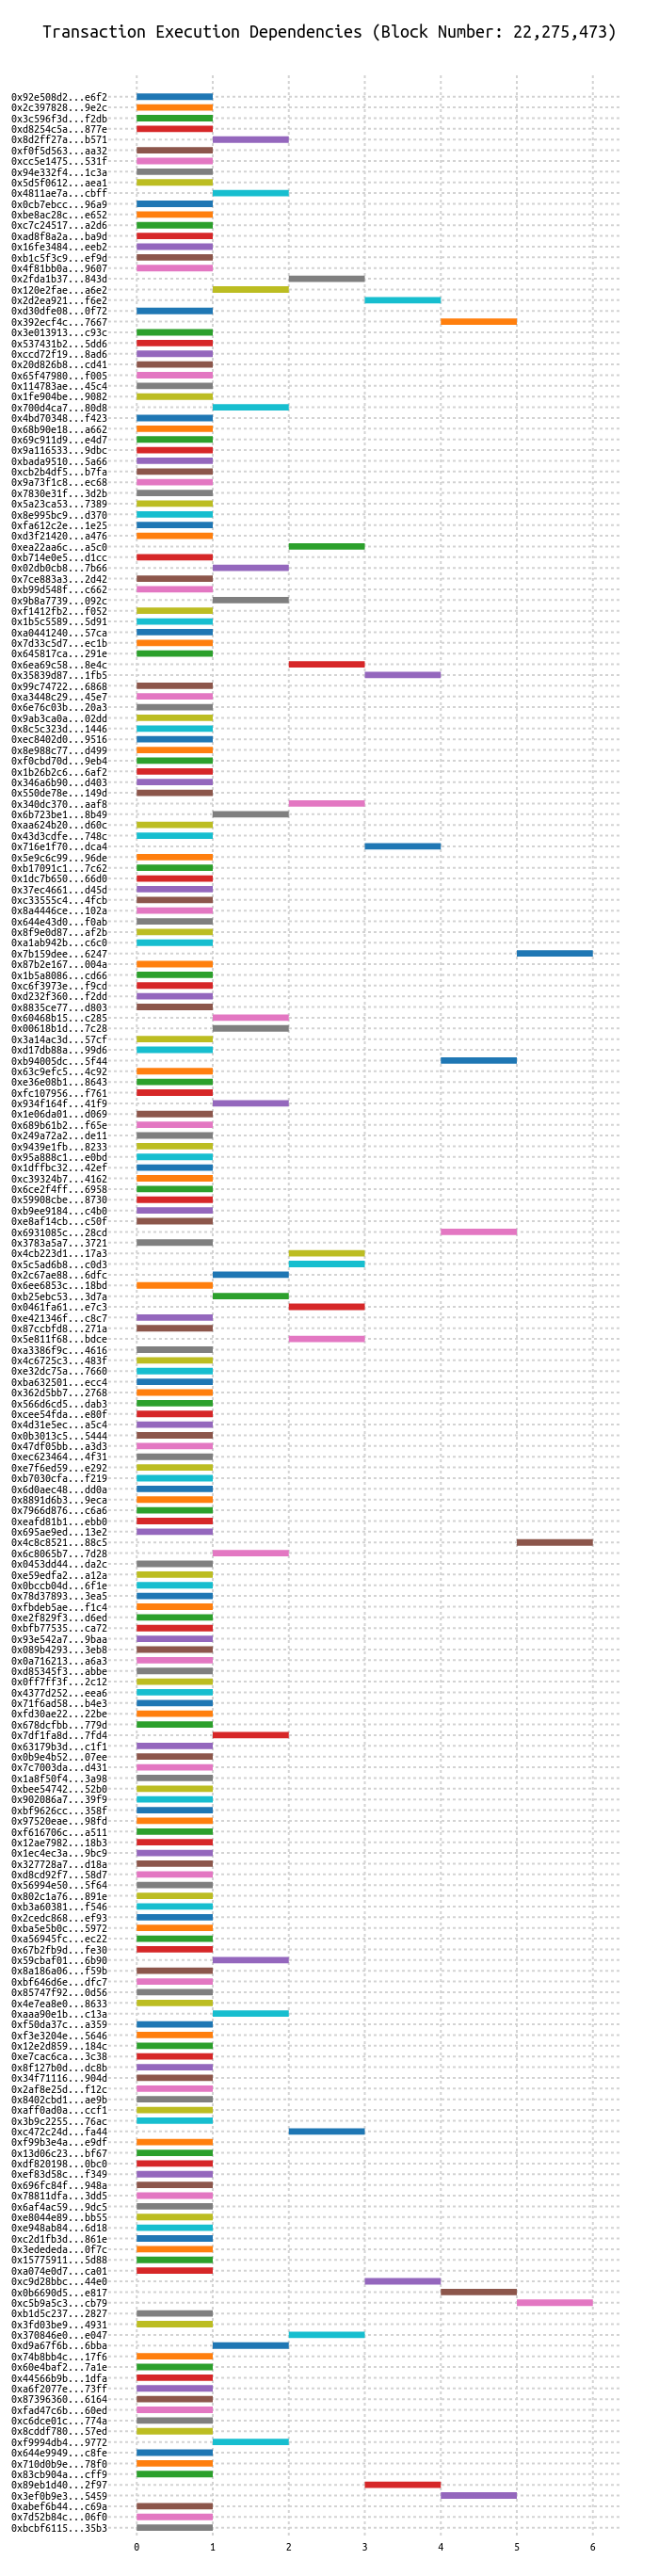 Transaction Execution Dependencies (Block Number: 22,275,473)
0x92e508d2...e6f2
0x2c397828...9e2c
0x3c596f3d...f2db
0xd8254c5a...877e
0x8d2ff27a...b571
0xf0f5d563...aa32
0xcc5e1475...531f
0x94e332f4...1c3a
0x5d5f0612...aea1
0x4811ae7a...cbff
0x0cb7ebcc...96a9
0xbe8ac28c...e652
0xc7c24517...a2d6
0xad8f8a2a...ba9d
0x16fe3484...eeb2
0xb1c5f3c9...ef9d
0x4f81bb0a...9607
0x2fda1b37...843d
0x120e2fae...a6e2
0x2d2ea921...f6e2
0xd30dfe08...0f72
0x392ecf4c...7667
0x3e013913...c93c
0x537431b2...5dd6
0xccd72f19...8ad6
0x20d826b8...cd41
0x65f47980...f005
0x114783ae...45c4
0x1fe904be...9082
0x700d4ca7...80d8
0x4bd70348...f423
0x68b90e18...a662
0x69c911d9...e4d7
0x9a116533...9dbc
0xbada9510...5a66
0xcb2b4df5...b7fa
0x9a73f1c8...ec68
0x7830e31f...3d2b
0x5a23ca53...7389
0x8e995bc9...d370
0xfa612c2e...1e25
0xd3f21420...a476
0xea22aa6c...a5c0
0xb714e0e5...d1cc
0x02db0cb8...7b66
0x7ce883a3...2d42
0xb99d548f...c662
0x9b8a7739...092c
0xf1412fb2...f052
0x1b5c5589...5d91
0xa0441240...57ca
0x7d33c5d7...ec1b
0x645817ca...291e
0x6ea69c58...8e4c
0x35839d87...1fb5
0x99c74722...6868
0xa3448c29...45e7
0x6e76c03b...20a3
0x9ab3ca0a...02dd
0x8c5c323d...1446
0xec8402d0...9516
0x8e988c77...d499
0xf0cbd70d...9eb4
0x1b26b2c6...6af2
0x346a6b90...d403
0x550de78e...149d
0x340dc370...aaf8
0x6b723be1...8b49
0xaa624b20...d60c
0x43d3cdfe...748c
0x716e1f70...dca4
0x5e9c6c99...96de
0xb17091c1...7c62
0x1dc7b650...66d0
0x37ec4661...d45d
0xc33555c4...4fcb
0x8a4446ce...102a
0x644e43d0...f0ab
0x8f9e0d87...af2b
0xa1ab942b...c6c0
0x7b159dee...6247
0x87b2e167...004a
0x1b5a8086...cd66
0xc6f3973e...f9cd
0xd232f360...f2dd
0x8835ce77...d803
0x60468b15...c285
0x00618b1d...7c28
0x3a14ac3d...57cf
0xd17db88a...99d6
0xb94005dc...5f44
0x63c9efc5...4c92
0xe36e08b1...8643
0xfc107956...f761
0x934f164f...41f9
0x1e06da01...d069
0x689b61b2...f65e
0x249a72a2...de11
0x9439e1fb...8233
0x95a888c1...e0bd
0x1dffbc32...42ef
0xc39324b7...4162
0x6ce2f4ff...6958
0x59908cbe...8730
0xb9ee9184...c4b0
0xe8af14cb...c50f
0x6931085c...28cd
0x3783a5a7...3721
0x4cb223d1...17a3
0x5c5ad6b8...c0d3
0x2c67ae88...6dfc
0x6ee6853c...18bd
0xb25ebc53...3d7a
0x0461fa61...e7c3
0xe421346f...c8c7
0x87ccbfd8...271a
0x5e811f68...bdce
0xa3386f9c...4616
0x4c6725c3...483f
0xe32dc75a...7660
0xba632501...ecc4
0x362d5bb7...2768
0x566d6cd5...dab3
0xcee54fda...e80f
0x4d31e5ec...a5c4
0x0b3013c5...5444
0x47df05bb...a3d3
0xec623464...4f31
0xe7f6ed59...e292
0xb7030cfa...f219
0x6d0aec48...dd0a
0x8891d6b3...9eca
0x7966d876...c6a6
0xeafd81b1...ebb0
0x695ae9ed...13e2
0x4c8c8521...88c5
0x6c8065b7...7d28
0x0453dd44...da2c
0xe59edfa2...a12a
0x0bccb04d...6f1e
0x78d37893...3ea5
0xfbdeb5ae...f1c4
0xe2f829f3...d6ed
0xbfb77535...ca72
0x93e542a7...9baa
0x089b4293...3eb8
0x0a716213...a6a3
0xd85345f3...abbe
0x0ff7ff3f...2c12
0x4377d252...eea6
0x71f6ad58...b4e3
0xfd30ae22...22be
0x678dcfbb...779d
0x7df1fa8d...7fd4
0x63179b3d...c1f1
0x0b9e4b52...07ee
0x7c7003da...d431
0x1a8f50f4...3a98
0xbee54742...52b0
0x902086a7...39f9
0xbf9626cc...358f
0x97520eae...98fd
0xf616706c...a511
0x12ae7982...18b3
0x1ec4ec3a...9bc9
0x327728a7...d18a
0xd8cd92f7...58d7
0x56994e50...5f64
0x802c1a76...891e
0xb3a60381...f546
0x2cedc868...ef93
0xba5e5b0c...5972
0xa56945fc...ec22
0x67b2fb9d...fe30
0x59cbaf01...6b90
0x8a186a06...f59b
0xbf646d6e...dfc7
0x85747f92...0d56
0x4e7ea8e0...8633
0xaaa90e1b...c13a
0xf50da37c...a359
0xf3e3204e...5646
0x12e2d859...184c
0xe7cac6ca...3c38
0x8f127b0d...dc8b
0x34f71116...904d
0x2af8e25d...f12c
0x8402cbd1...ae9b
0xaff0ad0a...ccf1
0x3b9c2255...76ac
0xc472c24d...fa44
0xf99b3e4a...e9df
0x13d06c23...bf67
0xdf820198...0bc0
0xef83d58c...f349
0x696fc84f...948a
0x78811dfa...3dd5
0x6af4ac59...9dc5
0xe8044e89...bb55
0xe948ab84...6d18
0xc2d1fb3d...861e
0x3edededa...0f7c
0x15775911...5d88
0xa074e0d7...ca01
0xc9d28bbc...44e0
0x0b6690d5...e817
0xc5b9a5c3...cb79
0xb1d5c237...2827
0x3fd03be9...4931
0x370846e0...e047
0xd9a67f6b...6bba
0x74b8bb4c...17f6
0x60e4baf2...7a1e
0x44566b9b...1dfa
0xa6f2077e...73ff
0x87396360...6164
0xfad47c6b...60ed
0xc6dce01c...774a
0x8cddf780...57ed
0xf9994db4...9772
0x644e9949...c8fe
0x710d0b9e...78f0
0x83cb904a...cff9
0x89eb1d40...2f97
0x3ef0b9e3...5459
0xabef6b44...c69a
0x7d52b84c...06f0
0xbcbf6115...35b3
0 1 2 3 4 5 6